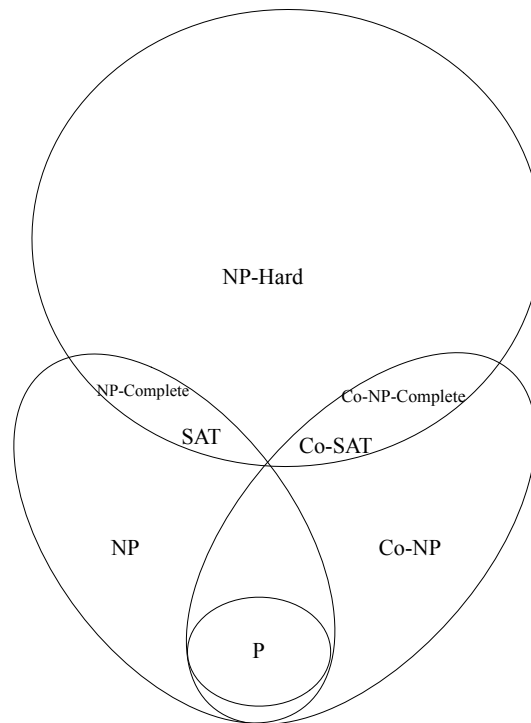 NP-Hard
NP-Complete
Co-NP-Complete
SAT
Co-SAT
NP
Co-NP
P